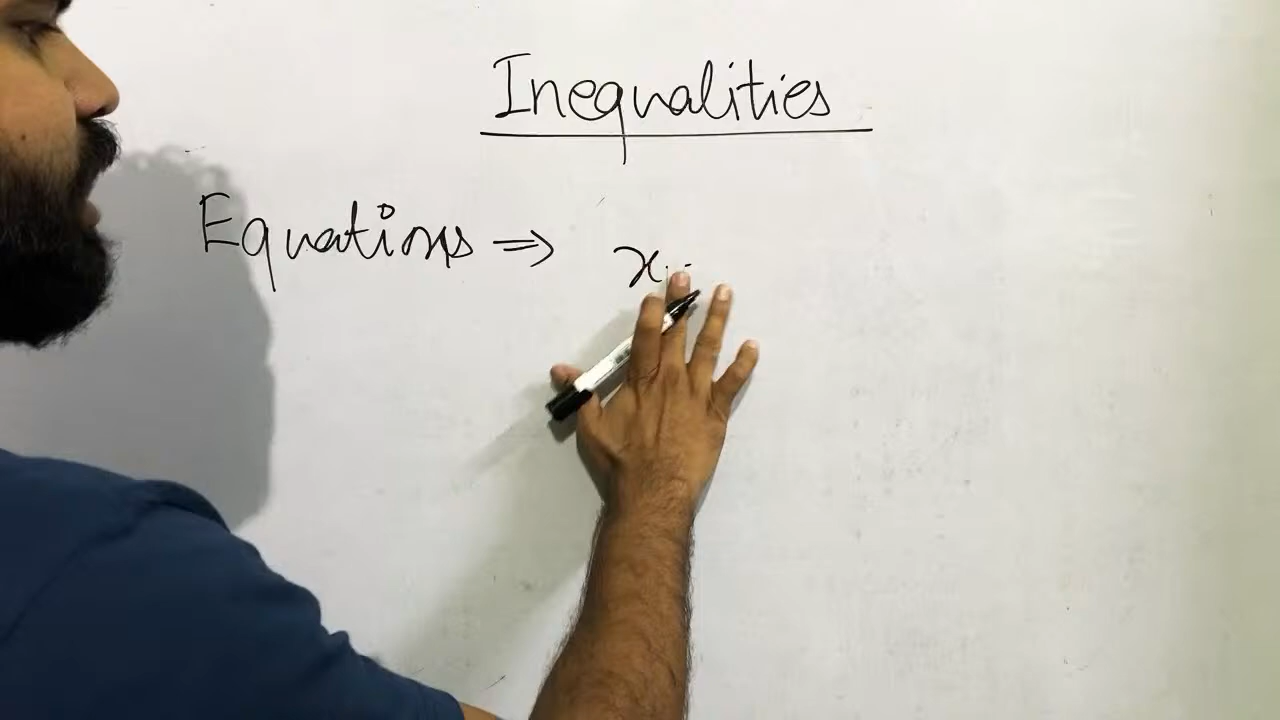 Inequalities
Equations ⇒ x